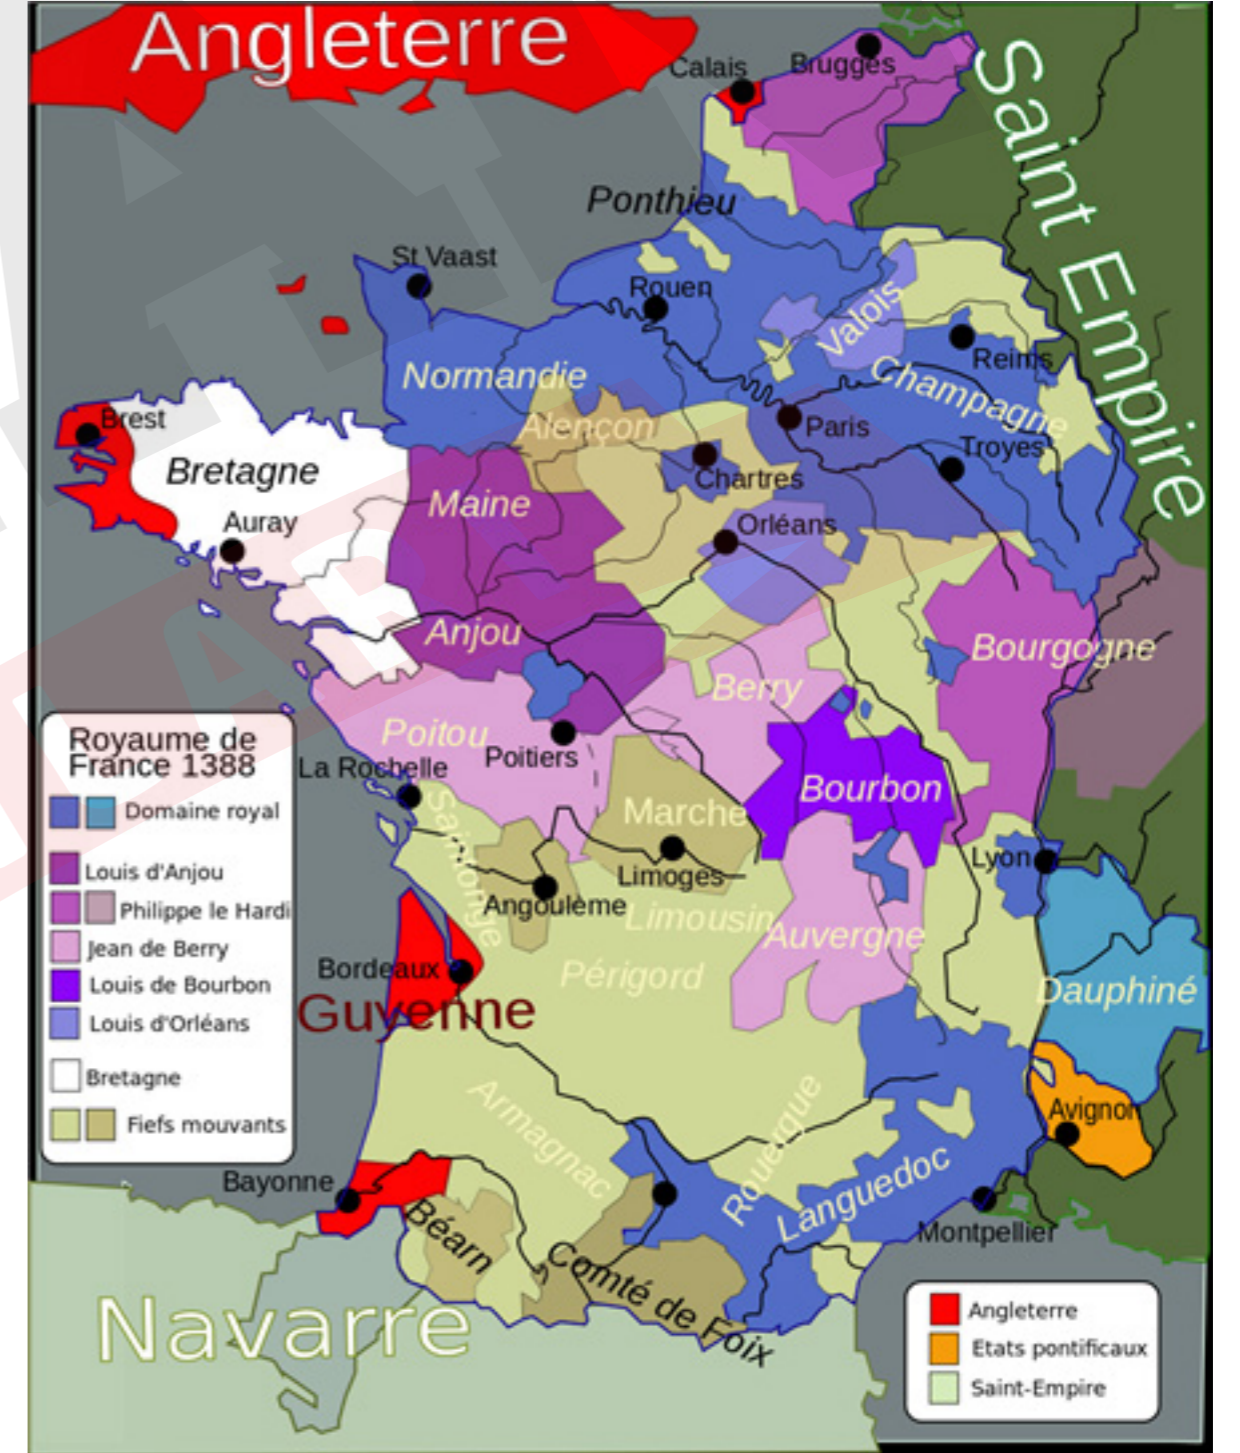 Angleterre
Calais
Brugges
Saint Empire
Ponthieu
St Vaast
Rouen
Valois
Reims
Normandie
Champagne
Brest
Alençon
Paris
Troyes
Bretagne
Chartres
Maine
Auray
Orléans
Anjou
Bourgogne
Berry
Poitou
Poitiers
La Rochelle
Bourbon
Marche
Saintonge
Lyon
Limoges
Angoulème
Limousin
Auvergne
Bordeaux
Périgord
Dauphiné
Guyenne
Armagnac
Rouergue
Avignon
Languedoc
Bayonne
Béarn
Montpellier
Comté de Foix
Navarre
Royaume de
France 1388
Domaine royal
Louis d'Anjou
Philippe le Hardi
Jean de Berry
Louis de Bourbon
Louis d'Orléans
Bretagne
Fiefs mouvants
Angleterre
Etats pontificaux
Saint-Empire